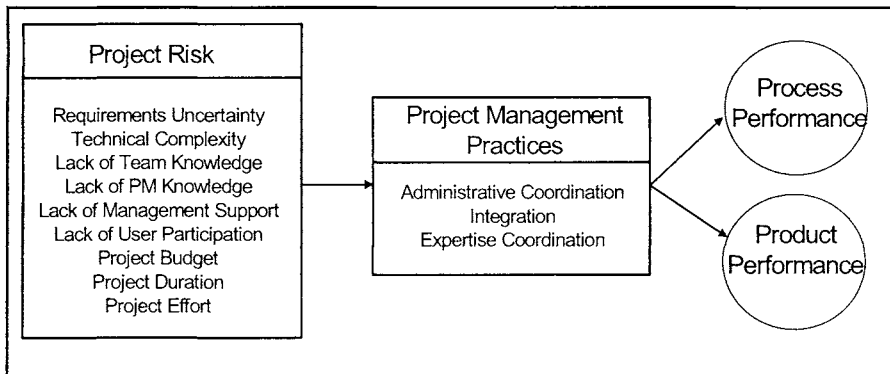 Project Risk
Requirements Uncertainty
Technical Complexity
Lack of Team Knowledge
Lack of PM Knowledge
Lack of Management Support
Lack of User Participation
Project Budget
Project Duration
Project Effort
Project Management
Practices
Administrative Coordination
Integration
Expertise Coordination
Process
Performance
Product
Performance